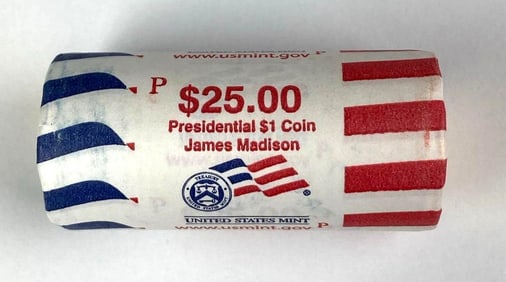 www.usmint.gov P
P
$25.00
Presidential $1 Coin
James Madison
UNITED STATES MINT
www.usmint.gov P